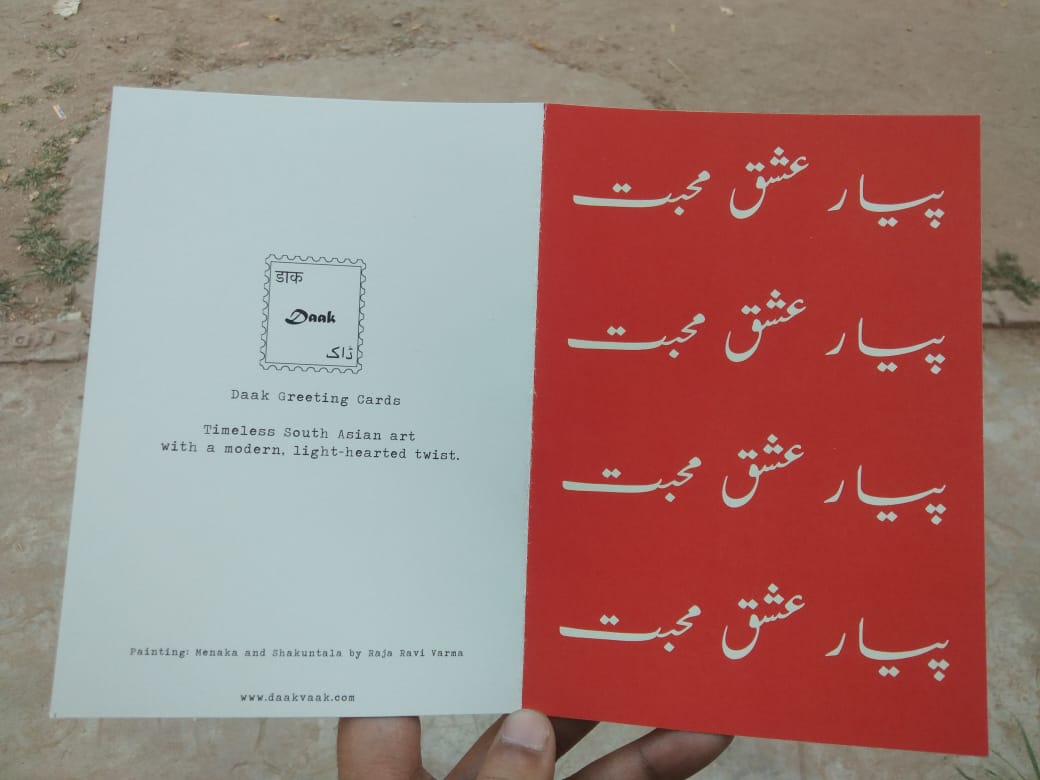 डाक
Daak
ڈاک
Daak Greeting Cards
Timeless South Asian art
with a modern, light-hearted twist.
Painting: Menaka and Shakuntala by Raja Ravi Varma
www.daakvaak.com
پیار عشق محبت
پیار عشق محبت
پیار عشق محبت
پیار عشق محبت